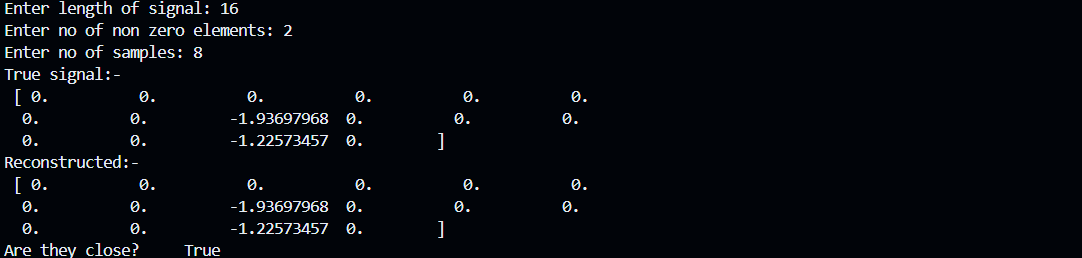 Enter length of signal: 16
Enter no of non zero elements: 2
Enter no of samples: 8
True signal:-
[ 0. 0. 0. 0. 0. 0.
0. 0. -1.93697968 0. 0. 0.
0. 0. -1.22573457 0. ]
Reconstructed:-
[ 0. 0. 0. 0. 0. 0.
0. 0. -1.93697968 0. 0. 0.
0. 0. -1.22573457 0. ]
Are they close? True